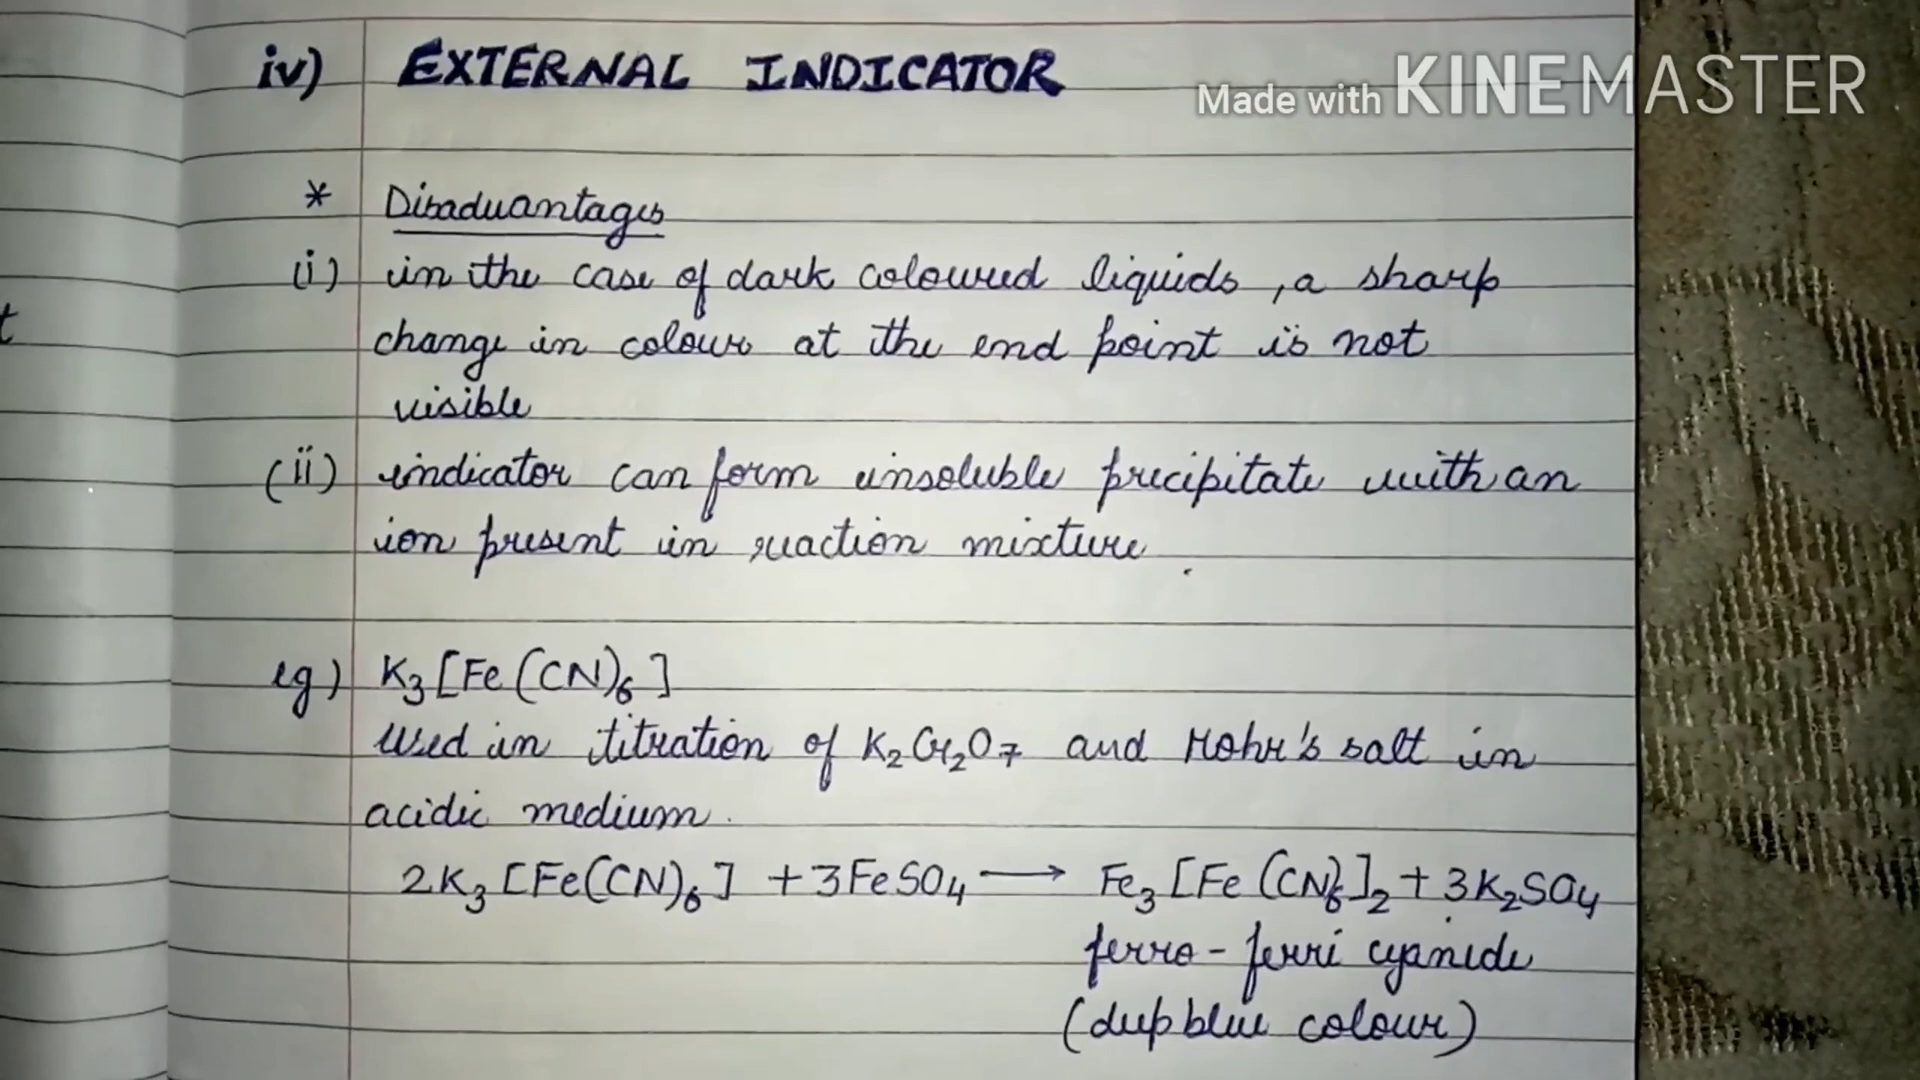 iv) EXTERNAL INDICATOR
Made with KINEMASTER
* Disadvantages
(i) in the case of dark coloured liquids, a sharp
change in colour at the end point is not
visible
(ii) indicator can form insoluble precipitate with an
ion present in reaction mixture.
t
eg) K₃[Fe(CN)₆]
Used in titration of K₂Cr₂O₇ and Mohr's salt in
acidic medium.
2K₃[Fe(CN)₆] + 3FeSO₄ → Fe₃[Fe(CN)₆]₂ + 3K₂SO₄
ferro-ferri cyanide
(deep blue colour)